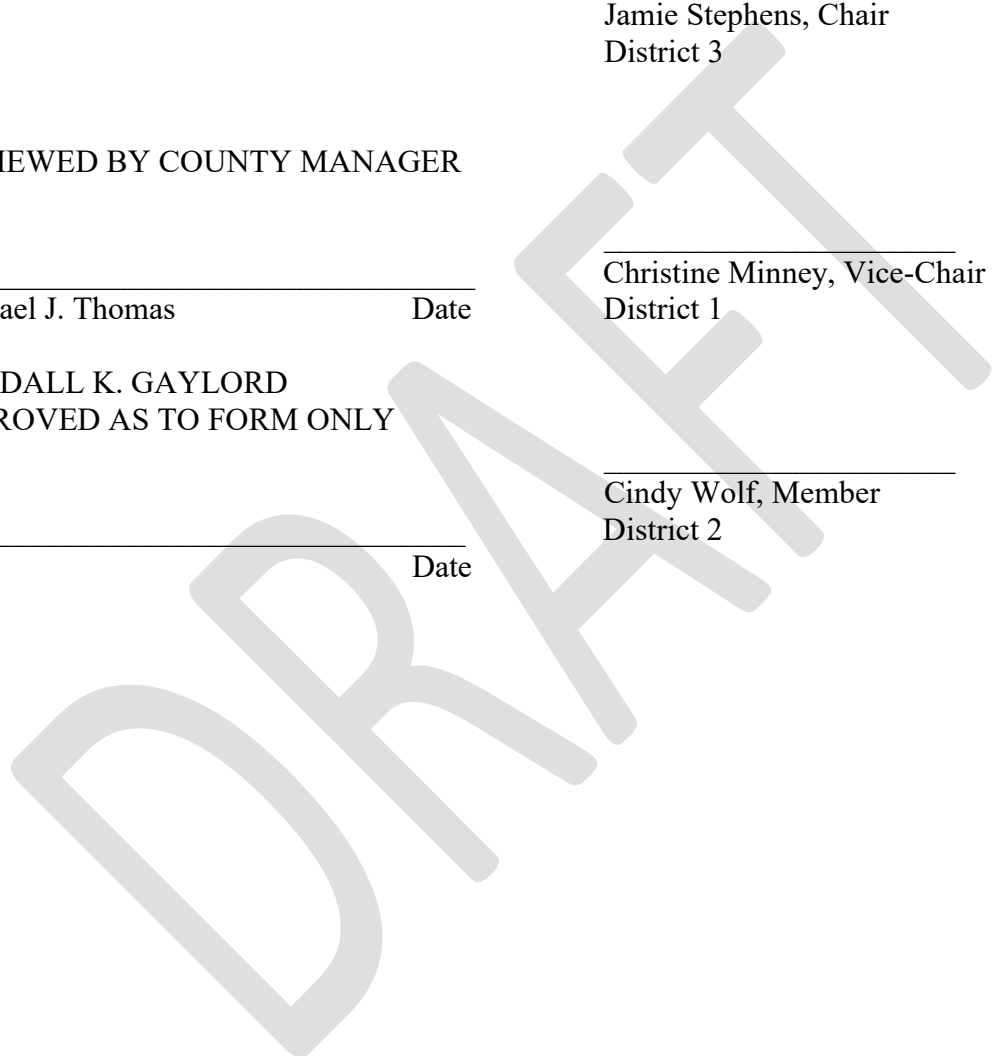 Jamie Stephens, Chair
District 3
IEWED BY COUNTY MANAGER
ael J. Thomas Date
Christine Minney, Vice-Chair
District 1
DALL K. GAYLORD
ROVED AS TO FORM ONLY
Cindy Wolf, Member
District 2
Date
DRAFT